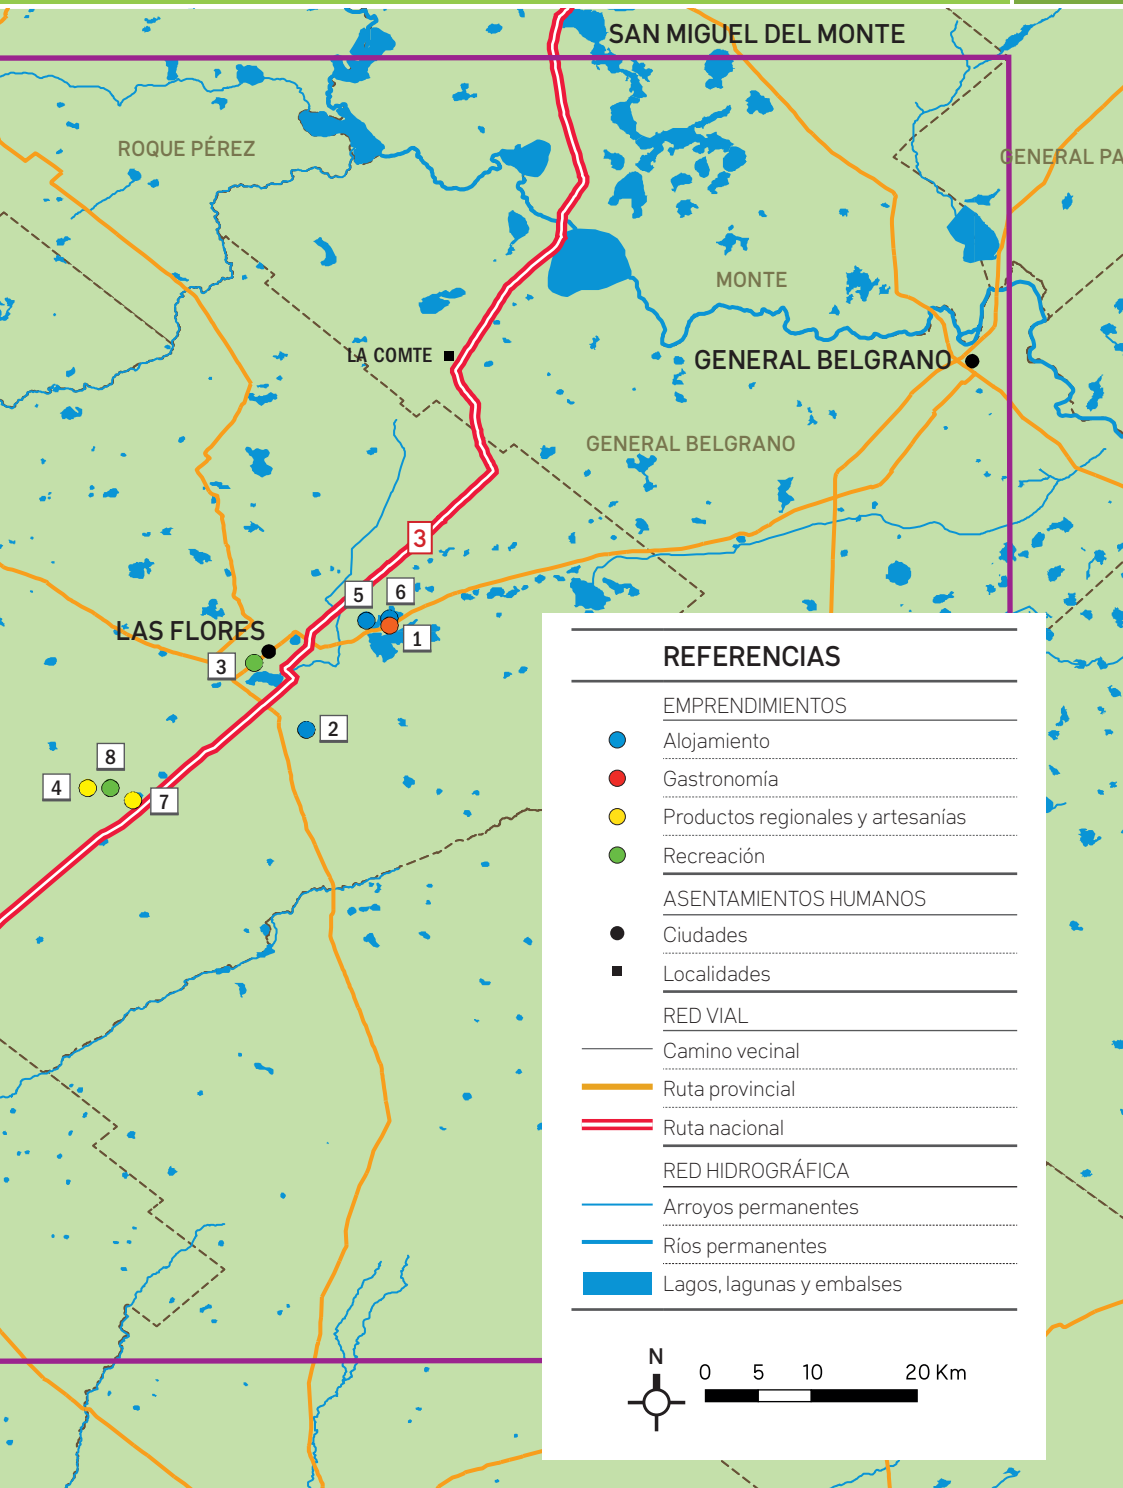 SAN MIGUEL DEL MONTE
ROQUE PÉREZ
GENERAL PA
MONTE
LA COMTE
GENERAL BELGRANO
GENERAL BELGRANO
3
5
6
1
LAS FLORES
3
2
8
4
7
REFERENCIAS
EMPRENDIMIENTOS
Alojamiento
Gastronomía
Productos regionales y artesanías
Recreación
ASENTAMIENTOS HUMANOS
Ciudades
Localidades
RED VIAL
Camino vecinal
Ruta provincial
Ruta nacional
RED HIDROGRÁFICA
Arroyos permanentes
Ríos permanentes
Lagos, lagunas y embalses
N
0 5 10 20 Km